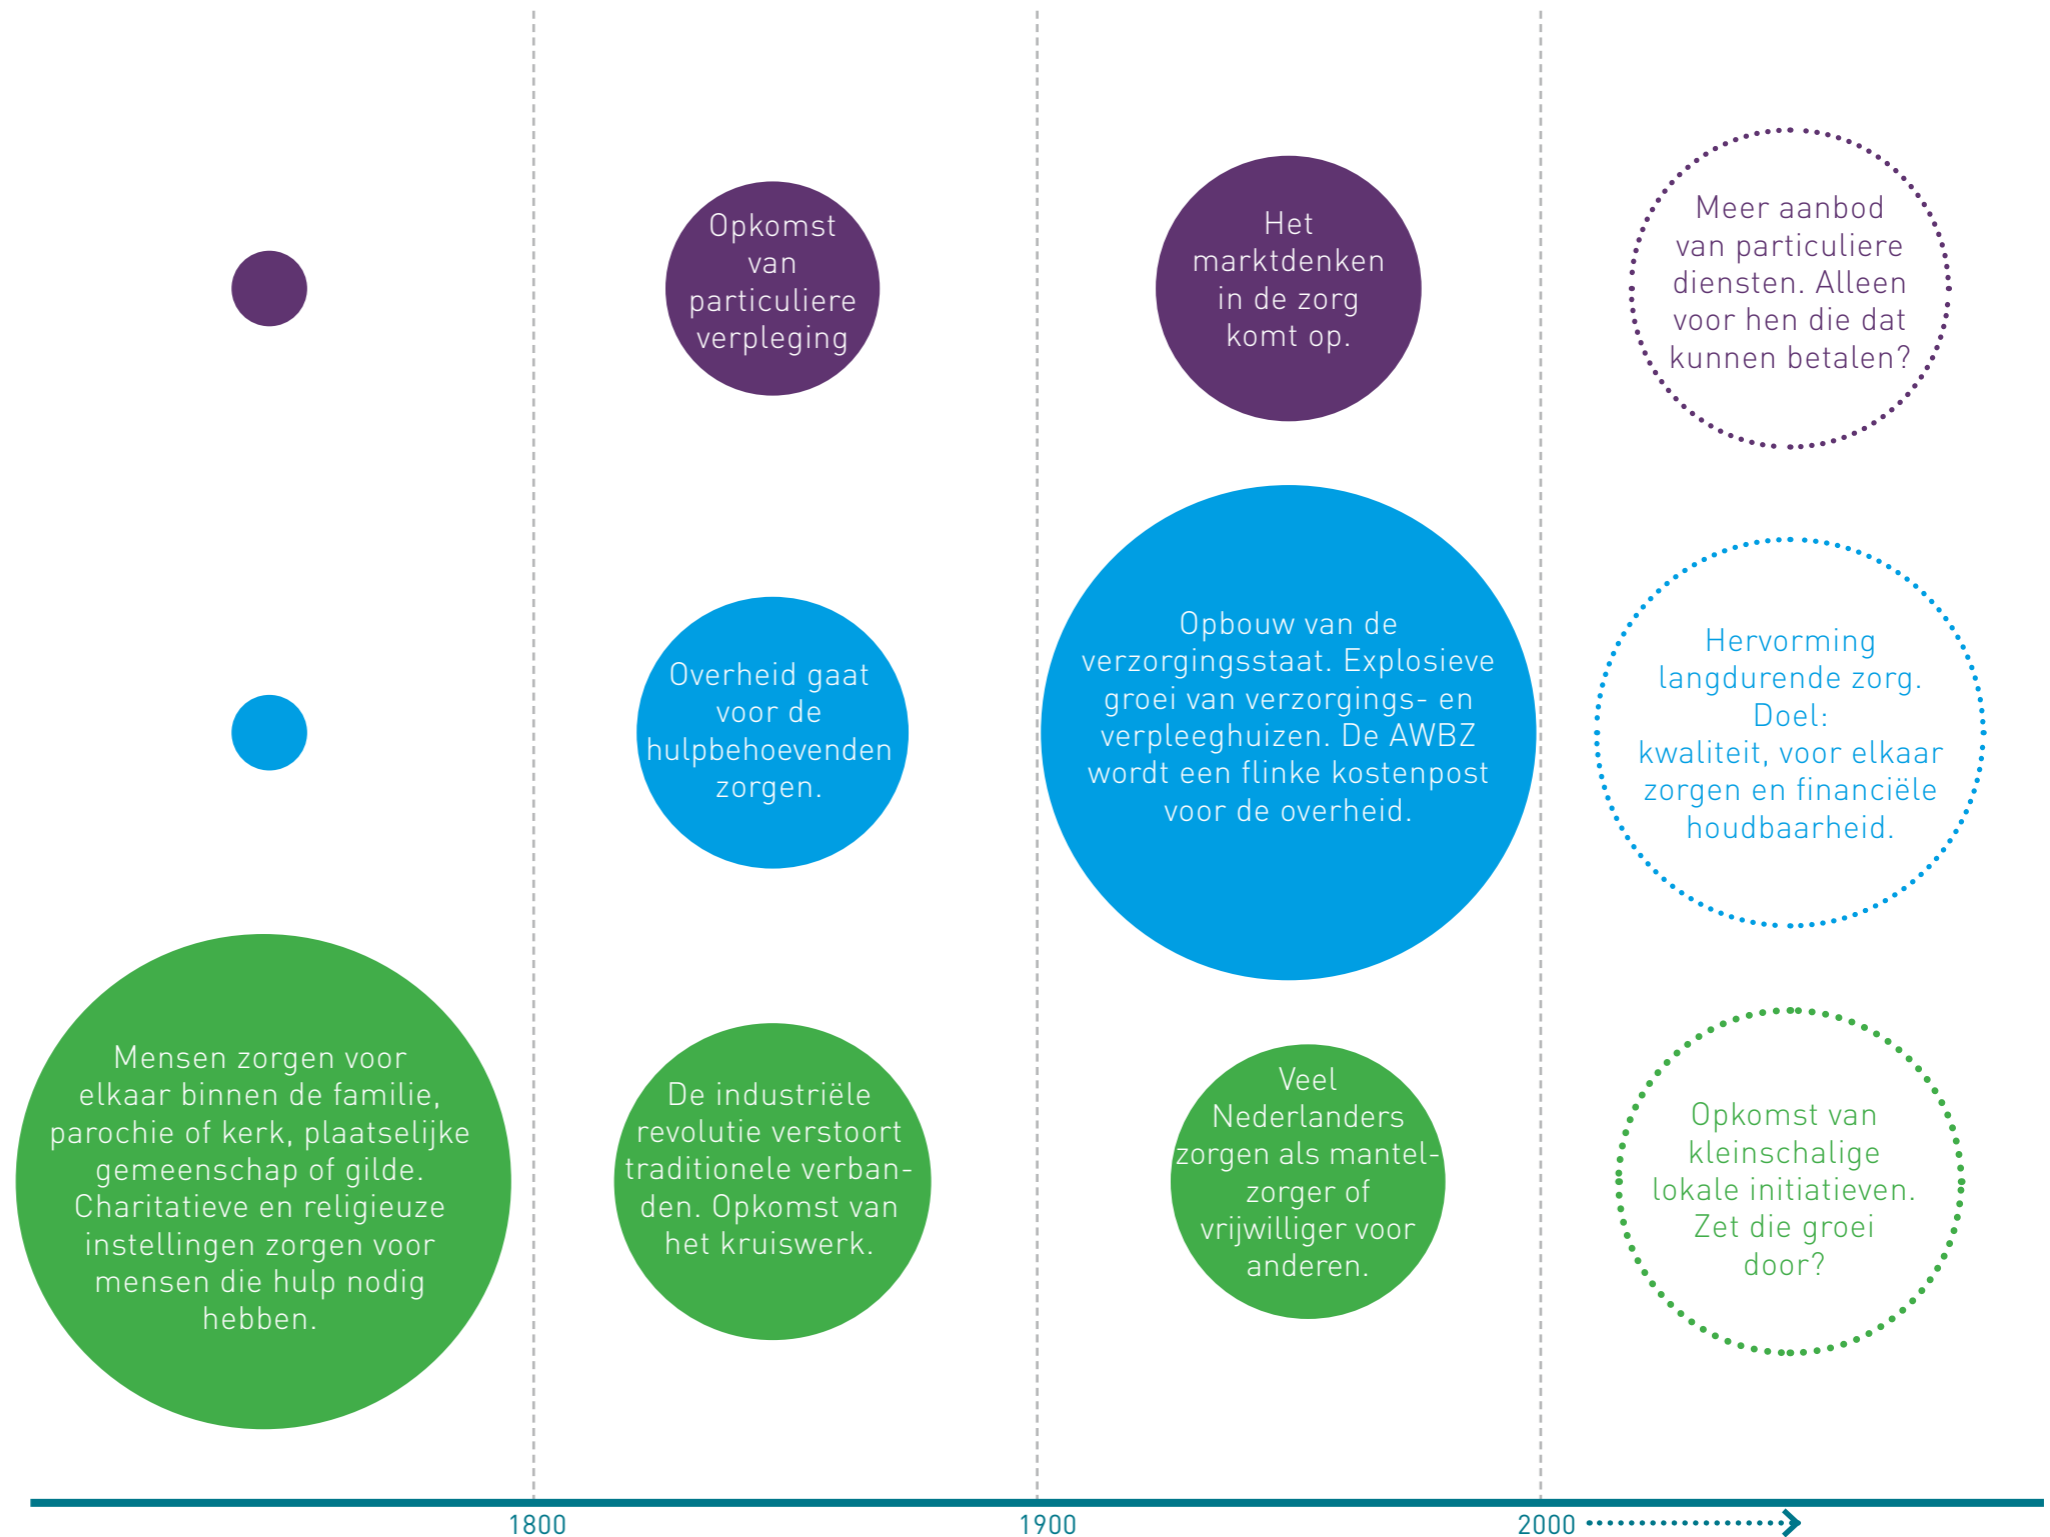 Opkomst
van
particuliere
verpleging
Het
marktdenken
in de zorg
komt op.
Meer aanbod
van particuliere
diensten. Alleen
voor hen die dat
kunnen betalen?
Overheid gaat
voor de
hulpbehoevenden
zorgen.
Opbouw van de
verzorgingsstaat. Explosieve
groei van verzorgings- en
verpleeghuizen. De AWBZ
wordt een flinke kostenpost
voor de overheid.
Hervorming
langdurende zorg.
Doel:
kwaliteit, voor elkaar
zorgen en financiële
houdbaarheid.
Mensen zorgen voor
elkaar binnen de familie,
parochie of kerk, plaatselijke
gemeenschap of gilde.
Charitatieve en religieuze
instellingen zorgen voor
mensen die hulp nodig
hebben.
De industriële
revolutie verstoort
traditionele verban-
den. Opkomst van
het kruiswerk.
Veel
Nederlanders
zorgen als mantel-
zorger of
vrijwilliger voor
anderen.
Opkomst van
kleinschalige
lokale initiatieven.
Zet die groei
door?
1800
1900
2000